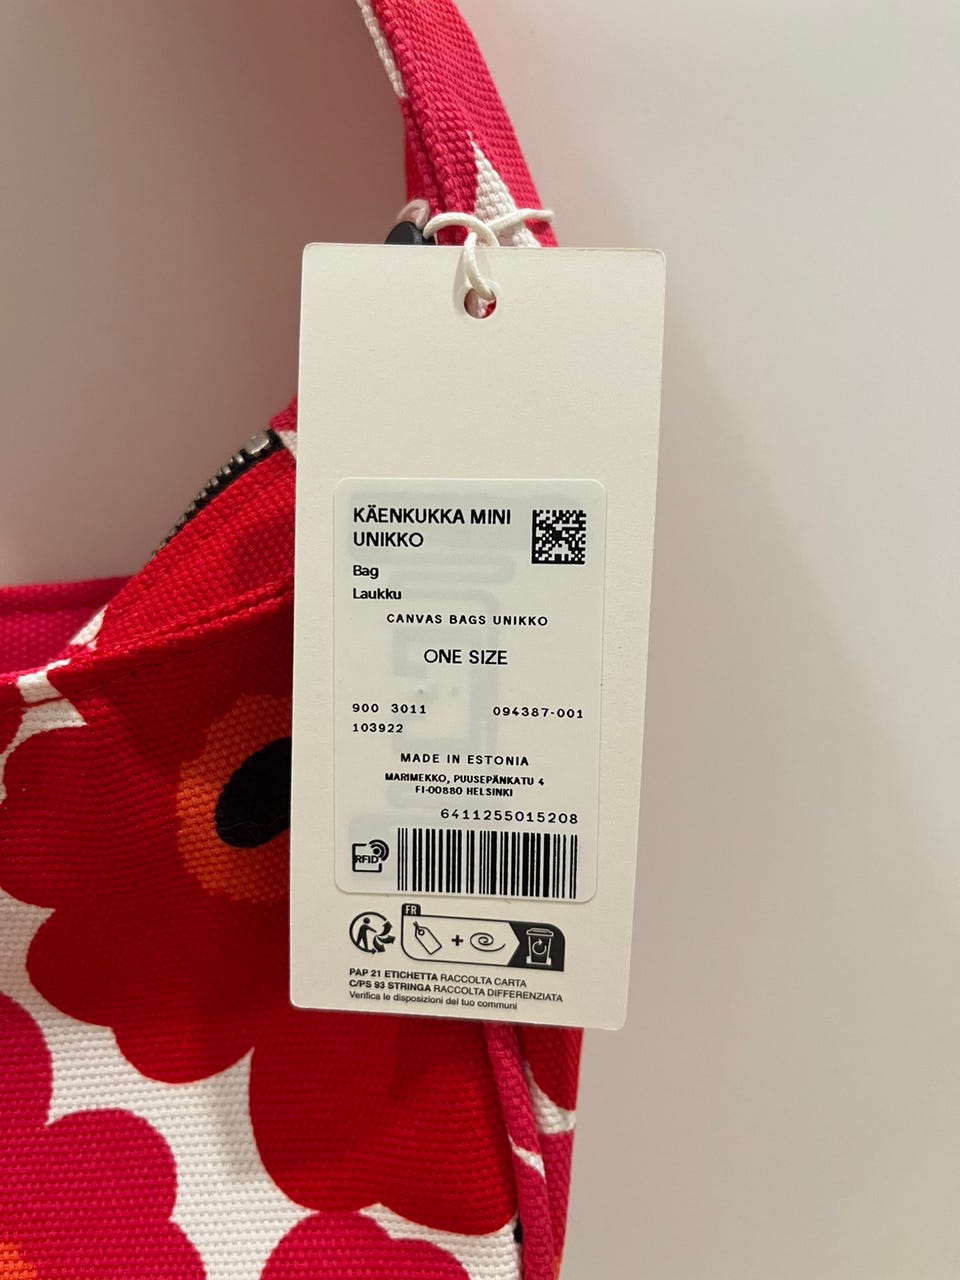 KÄENKUKKA MINI
UNIKKO
Bag
Laukku
CANVAS BAGS UNIKKO
ONE SIZE
900 3011 094387-001
103922
MADE IN ESTONIA
MARIMEKKO, PUUSEPÄNKATU 4
FI-00880 HELSINKI
6411255015208
RFID
FR
PAP 21 ETICHETTA RACCOLTA CARTA
C/PS 93 STRINGA RACCOLTA DIFFERENZIATA
Verifica le disposizioni del tuo communi